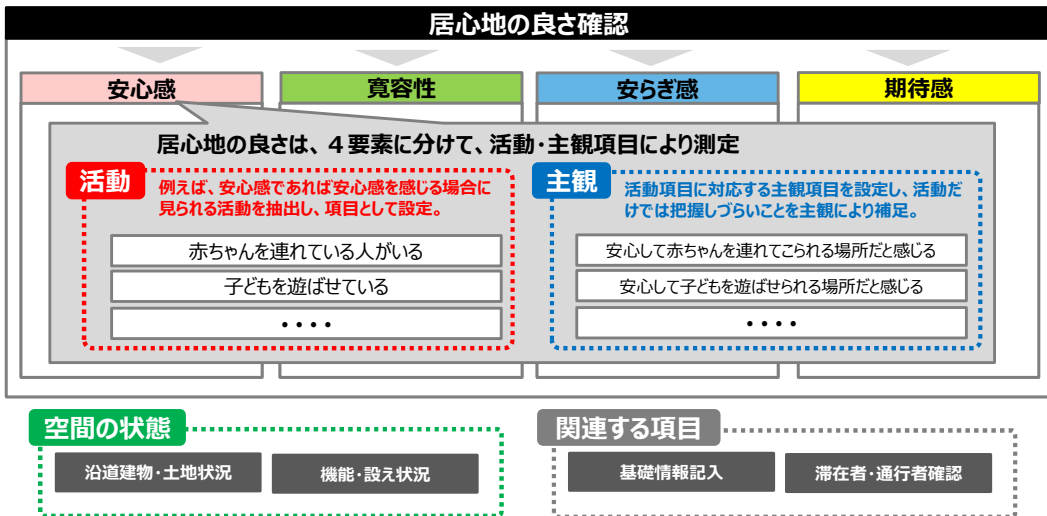 居心地の良さ確認
安心感
寛容性
安らぎ感
期待感
居心地の良さは、4要素に分けて、活動・主観項目により測定
活動
例えば、安心感であれば安心感を感じる場合に
見られる活動を抽出し、項目として設定。
赤ちゃんを連れている人がいる
子どもを遊ばせている
・・・・
主観
活動項目に対応する主観項目を設定し、活動だ
けでは把握しづらいことを主観により補足。
安心して赤ちゃんを連れてこられる場所だと感じる
安心して子どもを遊ばせられる場所だと感じる
・・・・
空間の状態
沿道建物・土地状況
機能・設え状況
関連する項目
基礎情報記入
滞在者・通行者確認